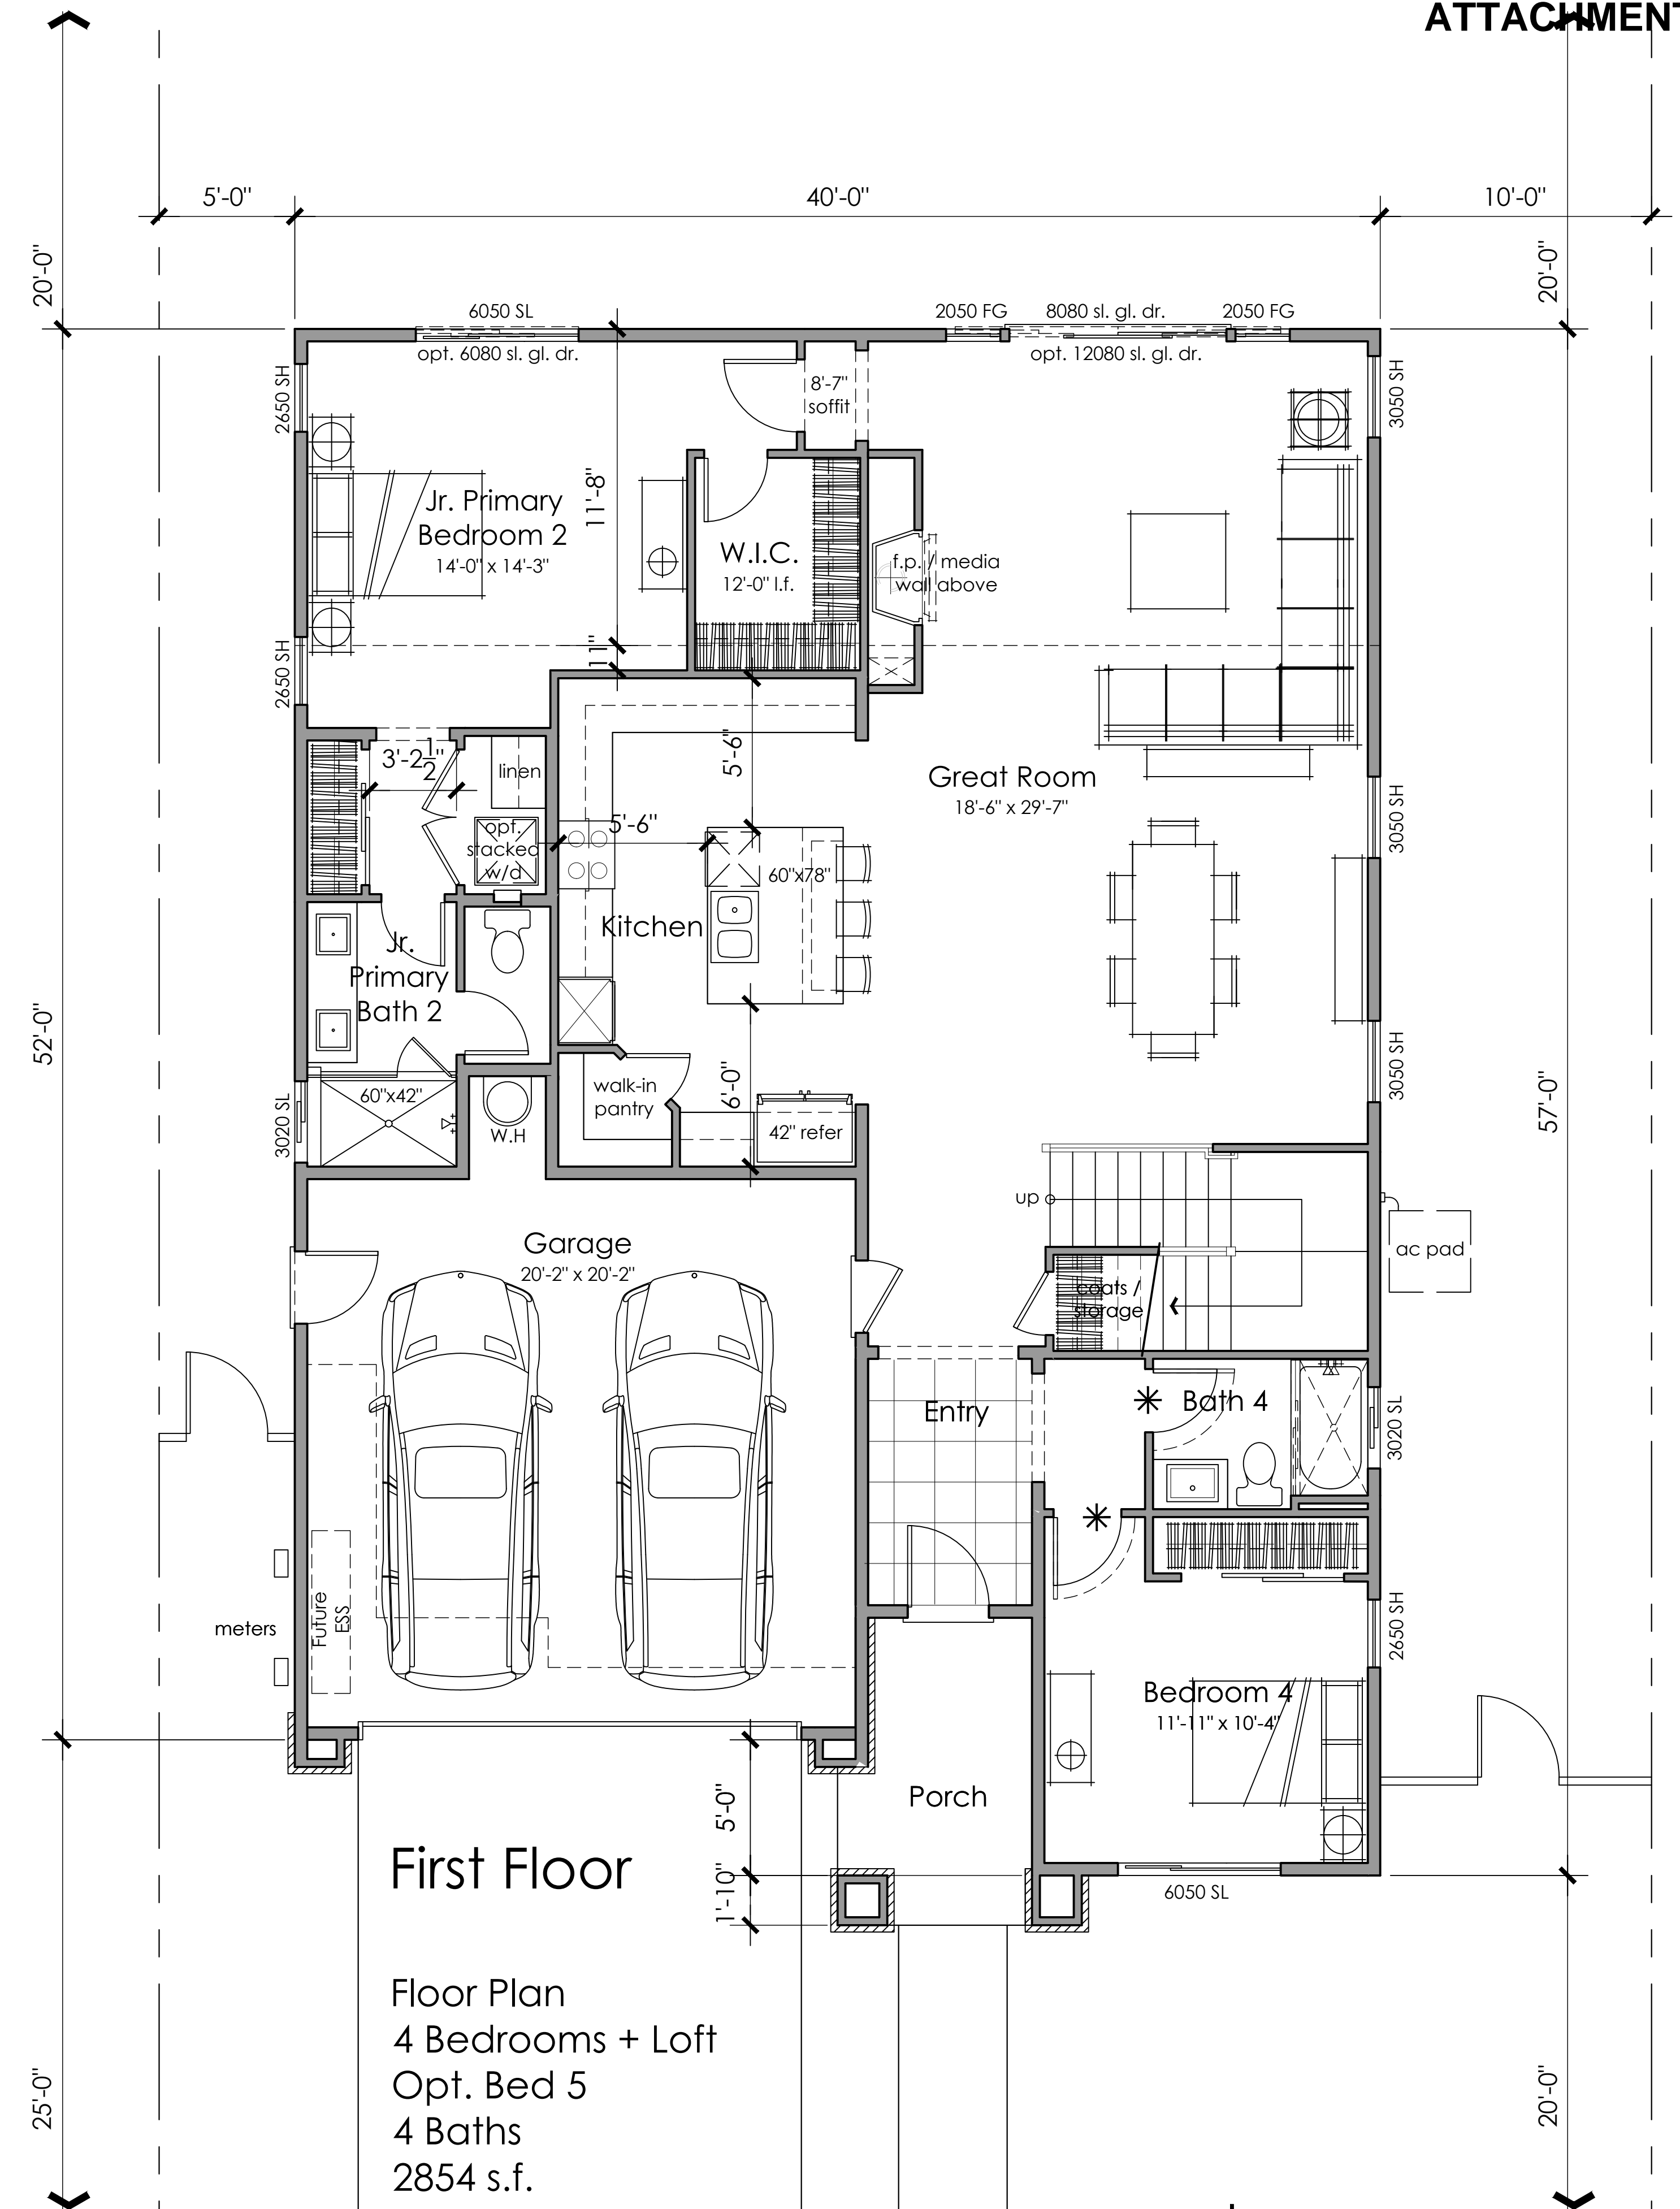 ATTACHMENT
5'-0"
40'-0"
10'-0"
20'-0"
20'-0"
6050 SL
2050 FG
8080 sl. gl. dr.
2050 FG
opt. 6080 sl. gl. dr.
opt. 12080 sl. gl. dr.
2650 SH
8'-7"
soffit
3050 SH
Jr. Primary
Bedroom 2
14'-0" x 14'-3"
11'-8"
W.I.C.
12'-0" l.f.
f.p. / media
wall above
2650 SH
11"
3'-2 1/2"
linen
5'-6"
Great Room
18'-6" x 29'-7"
3050 SH
opt.
stacked
w/d
5'-6"
60"x78"
Kitchen
Jr.
Primary
Bath 2
52'-0"
57'-0"
3050 SH
60"x42"
3020 SL
W.H
walk-in
pantry
6'-0"
42" refer
up
ac pad
Garage
20'-2" x 20'-2"
coats /
storage
Entry
Bath 4
3020 SL
meters
Future
ESS
2650 SH
Bedroom 4
11'-11" x 10'-4"
Porch
5'-0"
1'-10"
6050 SL
First Floor
Floor Plan
4 Bedrooms + Loft
Opt. Bed 5
4 Baths
2854 s.f.
25'-0"
20'-0"